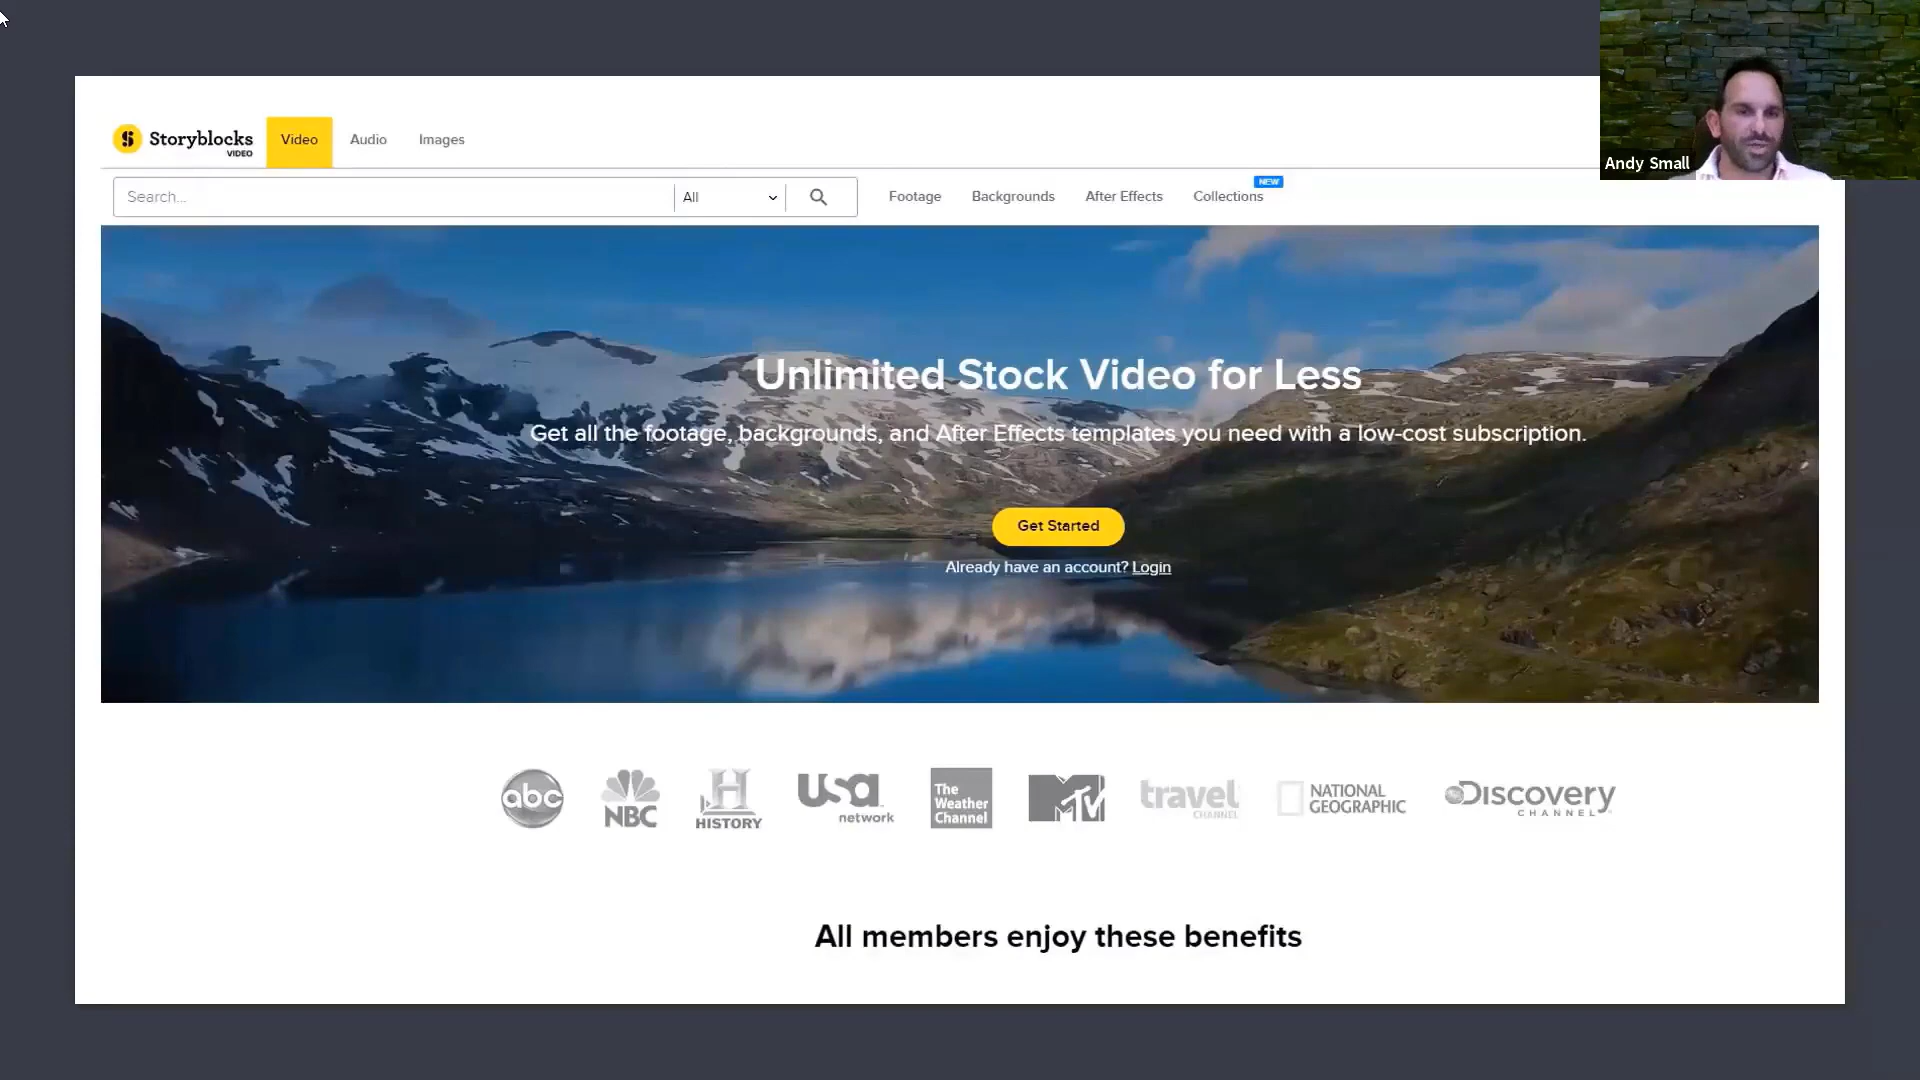 Storyblocks
VIDEO
Video
Audio
Images
Andy Small
Search...
All
Footage
Backgrounds
After Effects
Collections
NEW
Unlimited Stock Video for Less
Get all the footage, backgrounds, and After Effects templates you need with a low-cost subscription.
Get Started
Already have an account? Login
abc
NBC
H
HISTORY
usa
network
The
Weather
Channel
MTV
travel
CHANNEL
NATIONAL
GEOGRAPHIC
Discovery
CHANNEL
All members enjoy these benefits